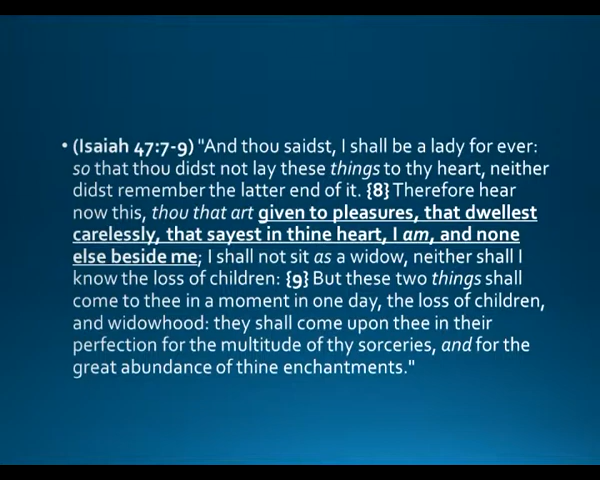 • (Isaiah 47:7-9) "And thou saidst, I shall be a lady for ever:
so that thou didst not lay these things to thy heart, neither
didst remember the latter end of it. {8} Therefore hear
now this, thou that art given to pleasures, that dwellest
carelessly, that sayest in thine heart, I am, and none
else beside me; I shall not sit as a widow, neither shall I
know the loss of children: {9} But these two things shall
come to thee in a moment in one day, the loss of children,
and widowhood: they shall come upon thee in their
perfection for the multitude of thy sorceries, and for the
great abundance of thine enchantments."